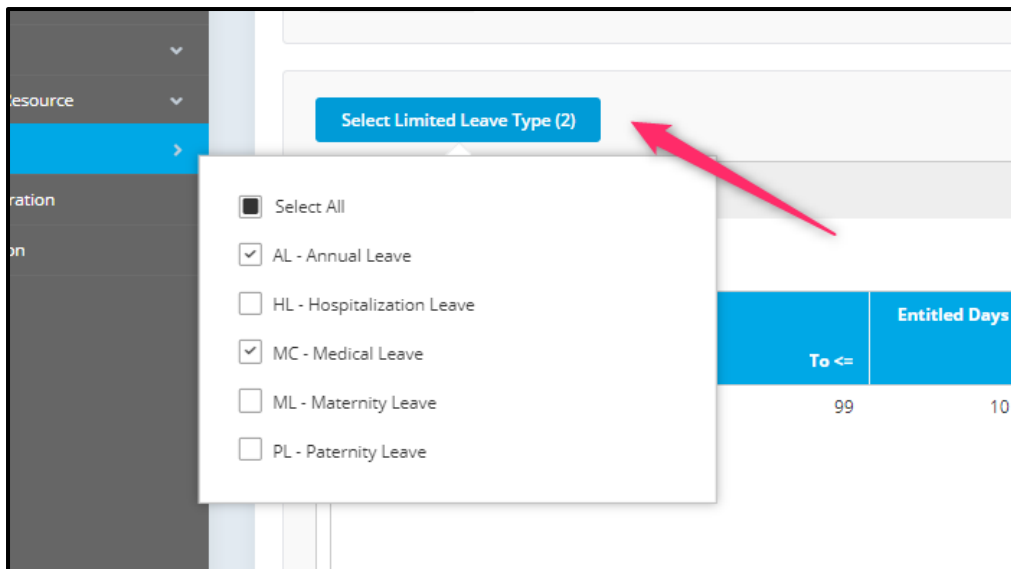 esource
ration
on
Select Limited Leave Type (2)
Select All
AL - Annual Leave
HL - Hospitalization Leave
MC - Medical Leave
ML - Maternity Leave
PL - Paternity Leave
Entitled Days
To <=
99
10